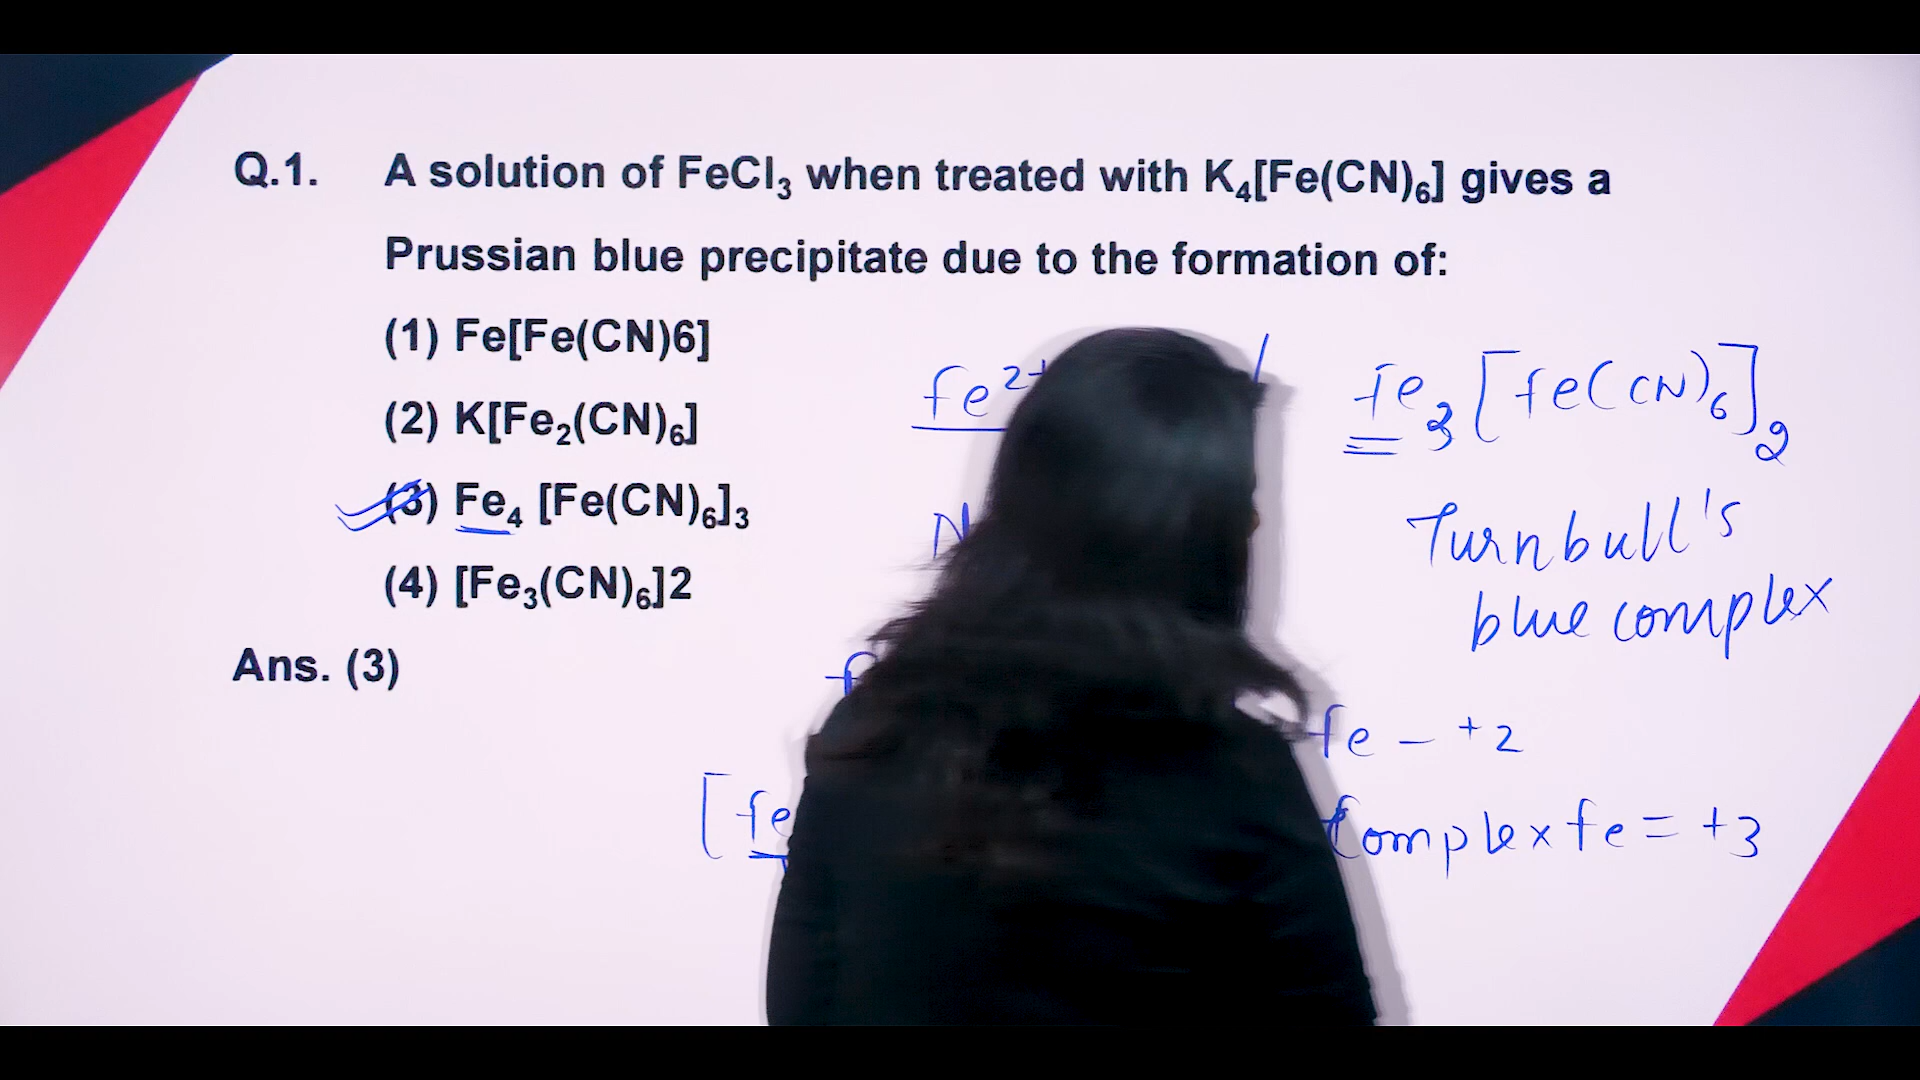 Q.1. A solution of FeCl₃ when treated with K₄[Fe(CN)₆] gives a
Prussian blue precipitate due to the formation of:
(1) Fe[Fe(CN)6]
(2) K[Fe₂(CN)₆]
(3) Fe₄ [Fe(CN)₆]₃
(4) [Fe₃(CN)₆]2
Ans. (3)
fe²⁺
fe₃[fe(CN)₆]₂
Turnbull's
blue complex
fe - +2
[fe
Complex fe = +3